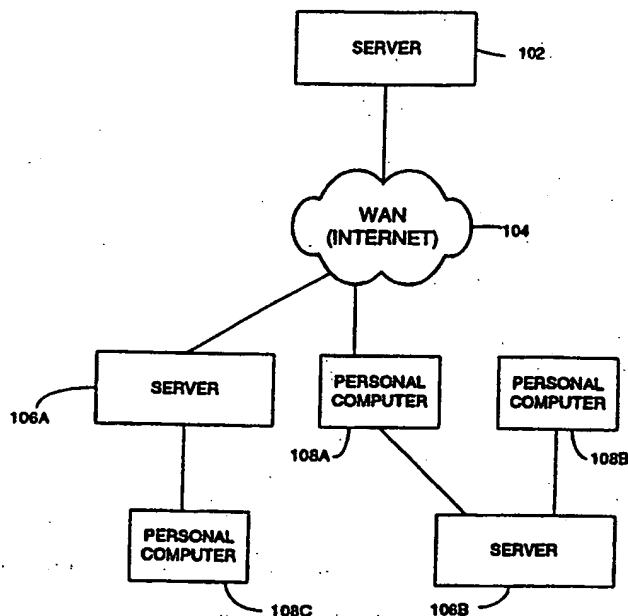 SERVER
102
WAN
(INTERNET)
104
SERVER
106A
PERSONAL
COMPUTER
108A
PERSONAL
COMPUTER
108B
PERSONAL
COMPUTER
108C
SERVER
106B